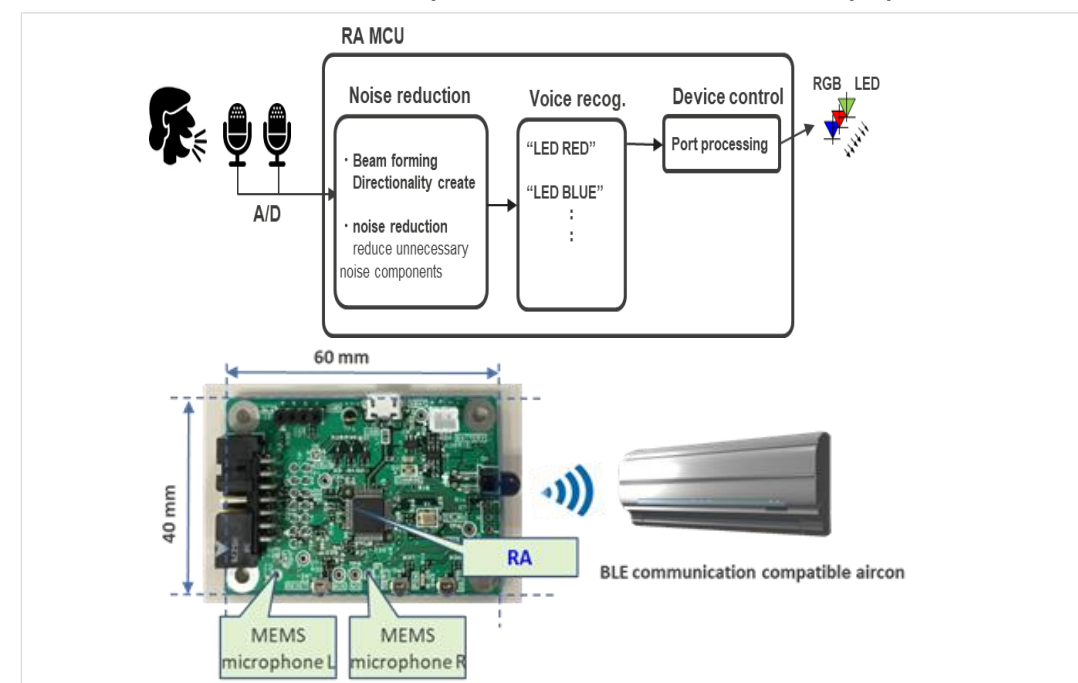 RA MCU
Noise reduction
・Beam forming
Directionality create
・noise reduction
reduce unnecessary
noise components
Voice recog.
“LED RED”
“LED BLUE”
:
:
Device control
Port processing
RGB LED
A/D
60 mm
40 mm
RA
BLE communication compatible aircon
MEMS
microphone L
MEMS
microphone R